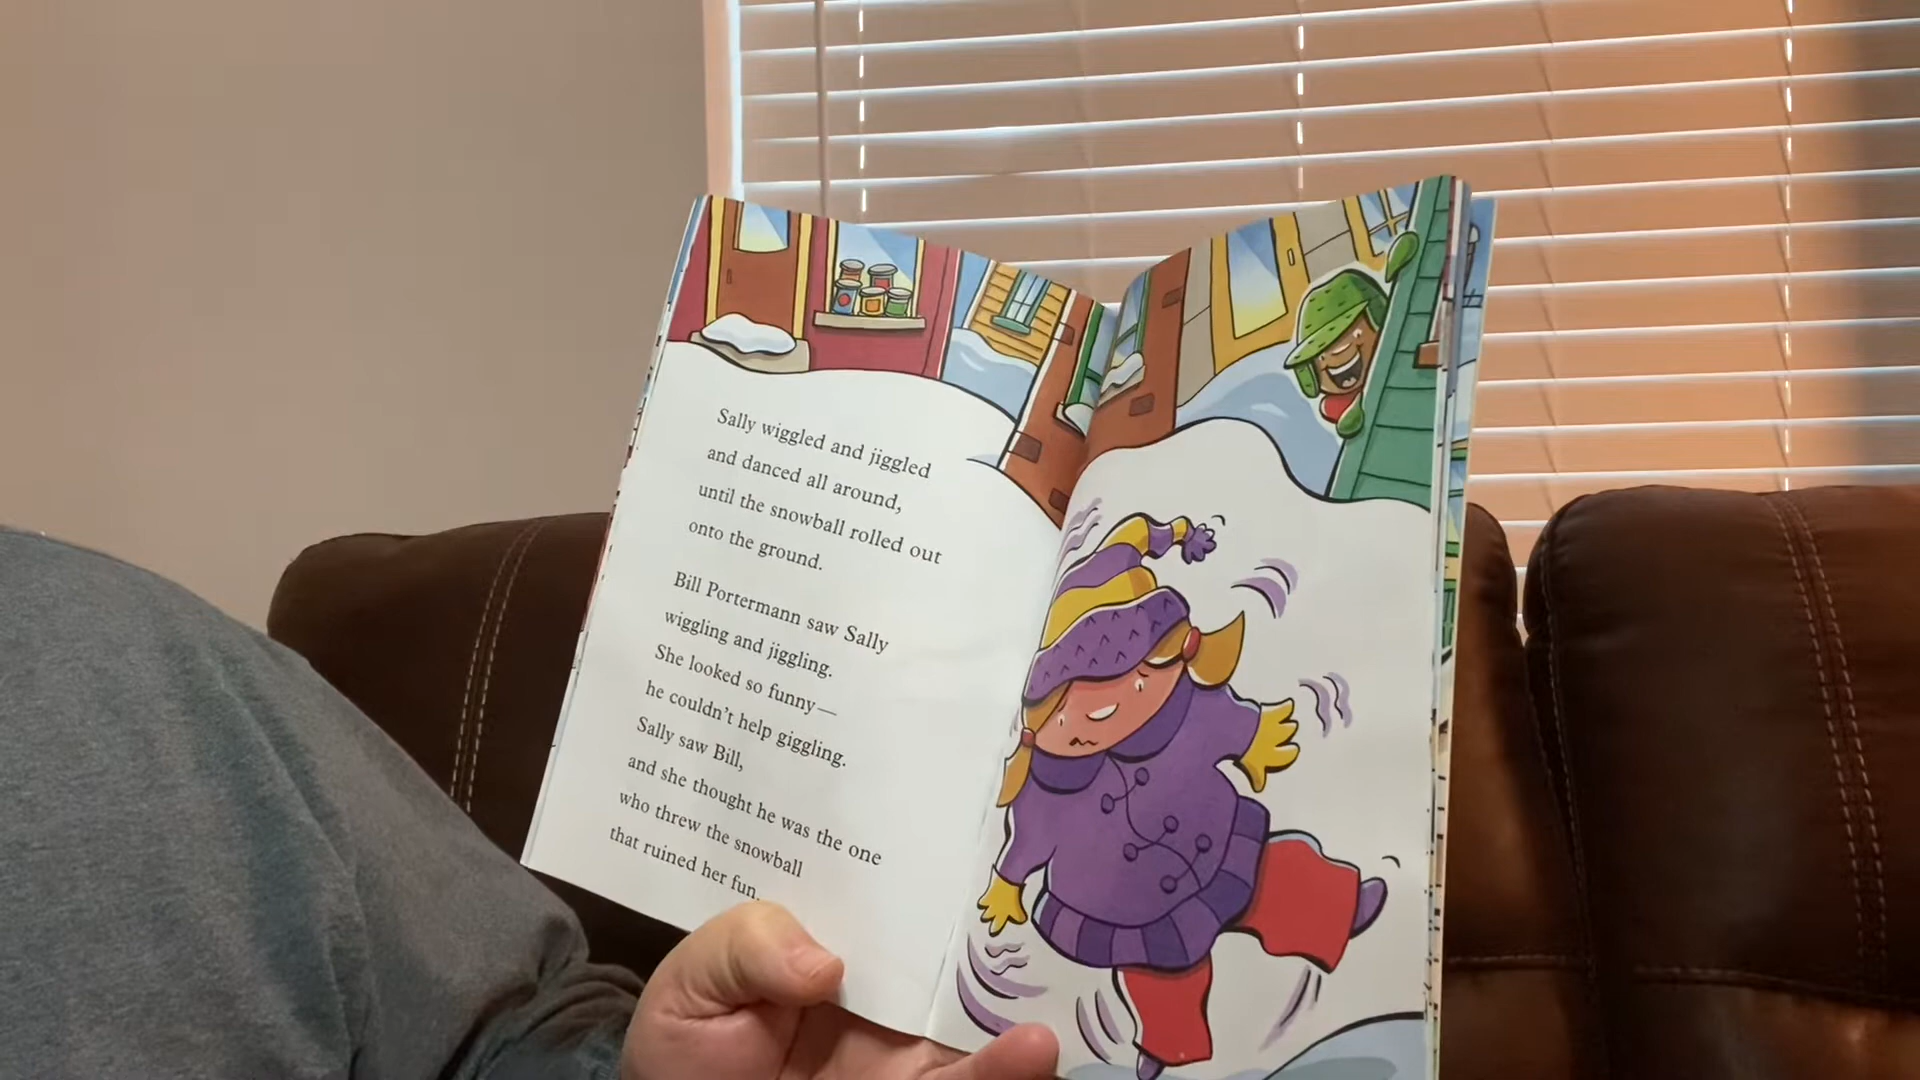 Sally wiggled and jiggled
and danced all around,
until the snowball rolled out
onto the ground.
Bill Portermann saw Sally
wiggling and jiggling.
She looked so funny—
he couldn't help giggling.
Sally saw Bill,
and she thought he was the one
who threw the snowball
that ruined her fun.